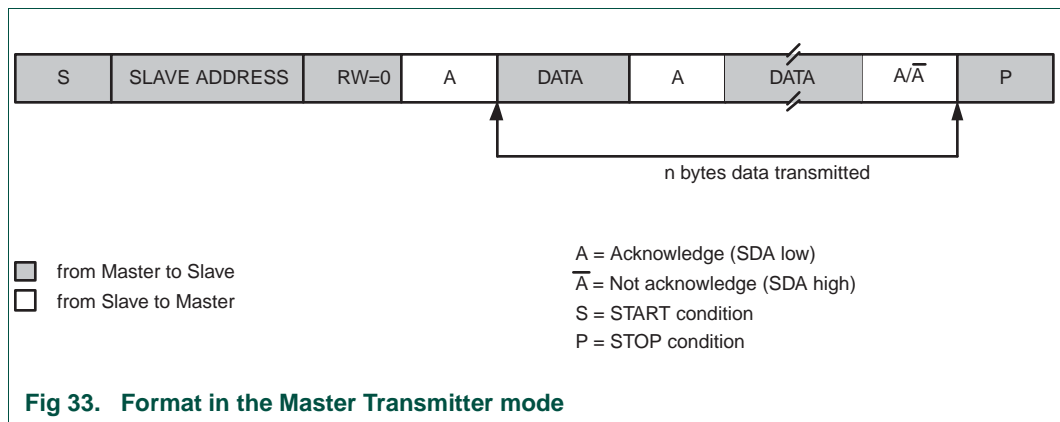 S SLAVE ADDRESS RW=0 A DATA A DATA A/A̅ P
n bytes data transmitted
from Master to Slave
from Slave to Master
A = Acknowledge (SDA low)
A̅ = Not acknowledge (SDA high)
S = START condition
P = STOP condition
Fig 33. Format in the Master Transmitter mode